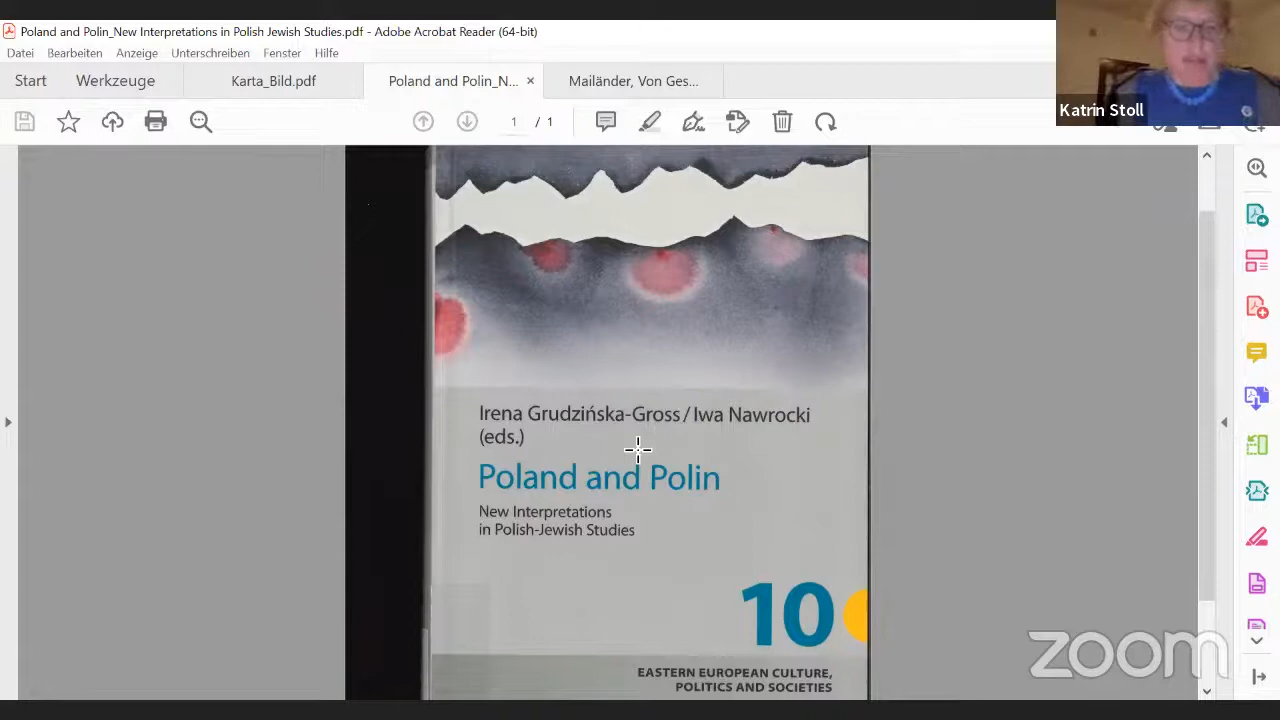 Poland and Polin_New Interpretations in Polish Jewish Studies.pdf - Adobe Acrobat Reader (64-bit)
Datei Bearbeiten Anzeige Unterschreiben Fenster Hilfe
Start Werkzeuge Karta_Bild.pdf Poland and Polin_N... × Mailänder, Von Ges...
1 / 1
Katrin Stoll
Irena Grudzińska-Gross / Iwa Nawrocki
(eds.)
Poland and Polin
New Interpretations
in Polish-Jewish Studies
10
EASTERN EUROPEAN CULTURE,
POLITICS AND SOCIETIES
zoom